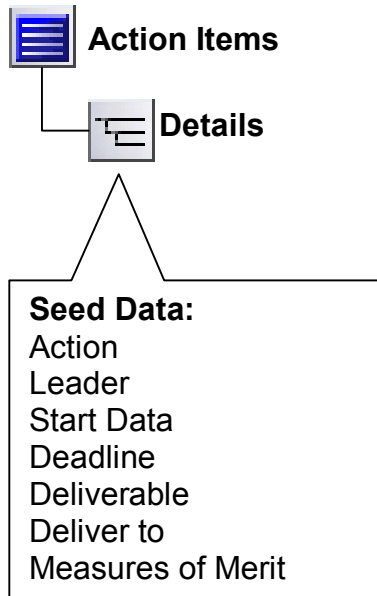 Action Items
Details
Seed Data:
Action
Leader
Start Data
Deadline
Deliverable
Deliver to
Measures of Merit